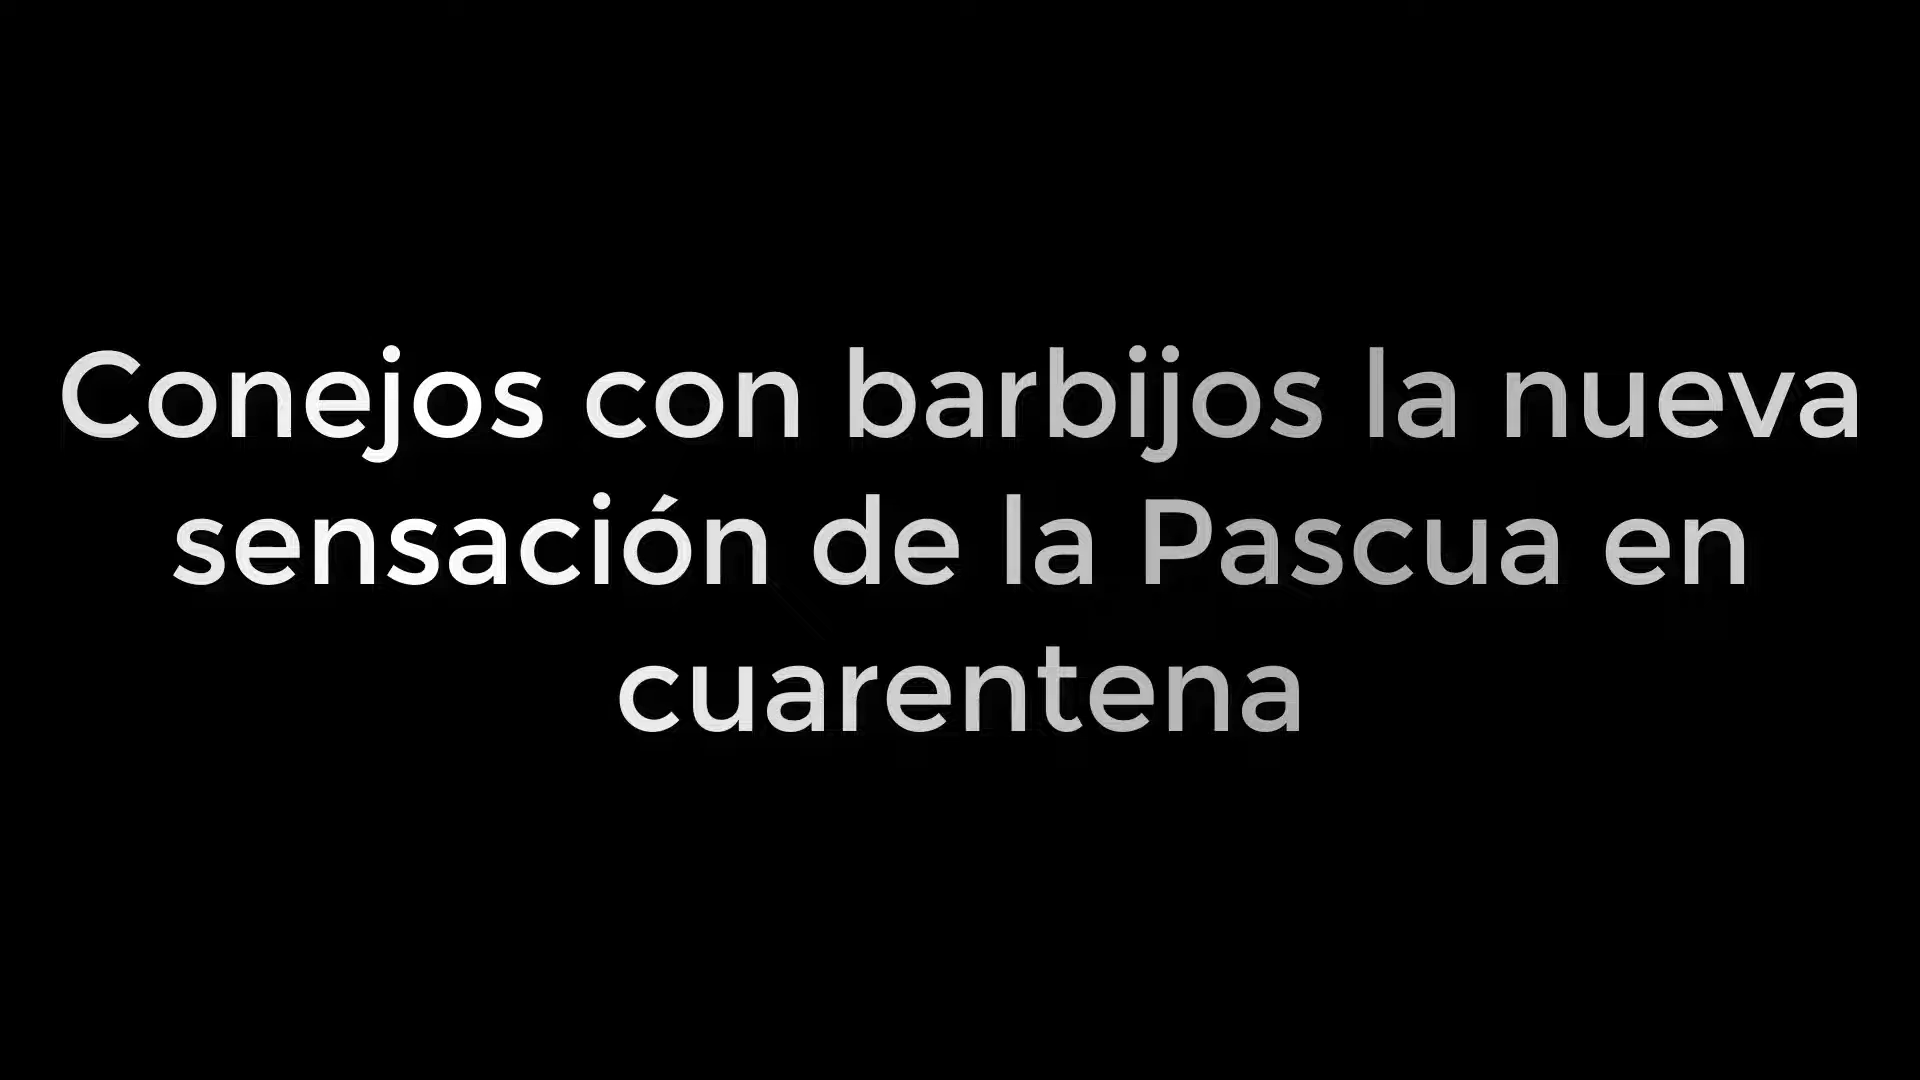 Conejos con barbijos la nueva
sensación de la Pascua en
cuarentena